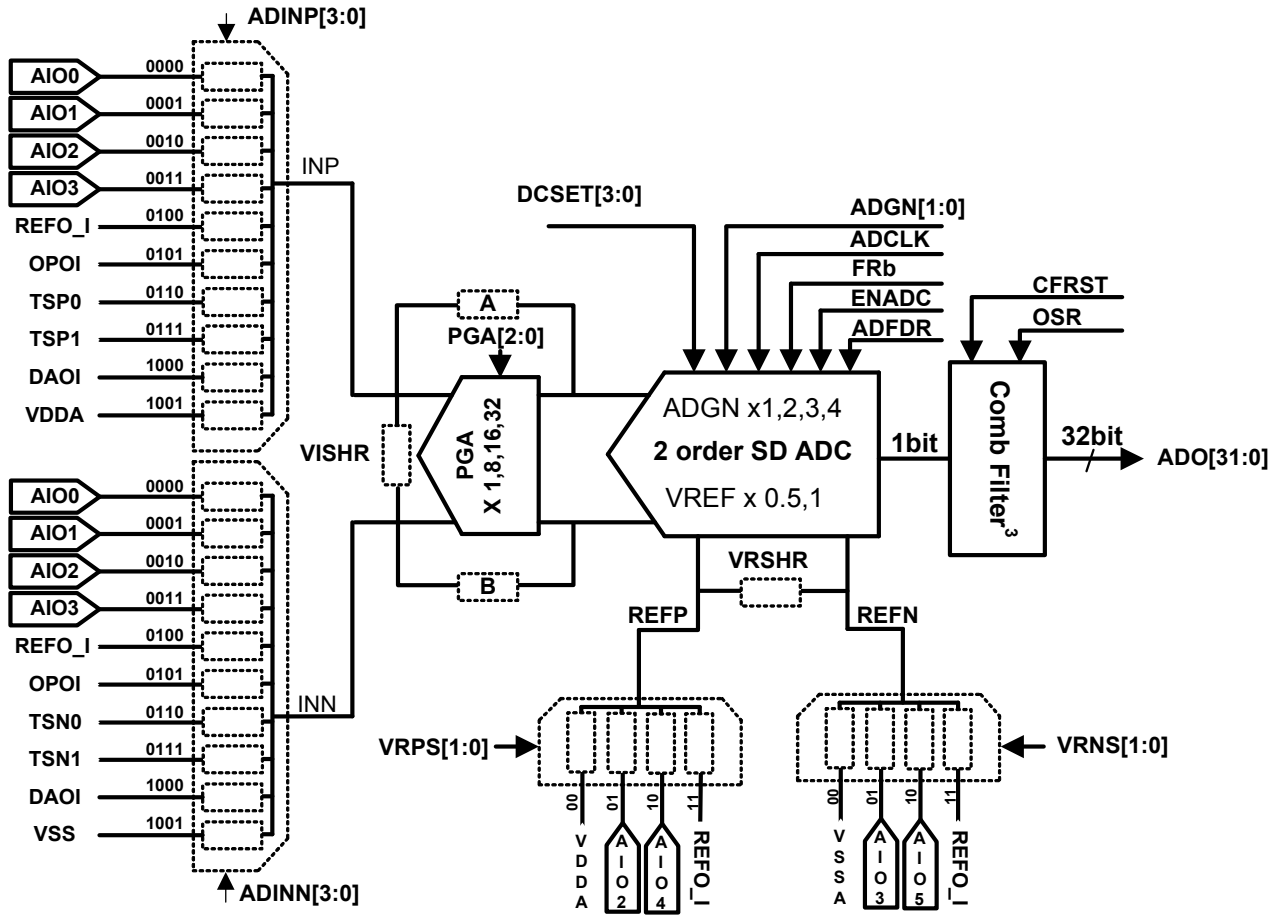 ADINP[3:0]
AIO0 0000
AIO1 0001
AIO2 0010
AIO3 0011
REFO_I 0100
OPOI 0101
TSP0 0110
TSP1 0111
DAOI 1000
VDDA 1001
INP
AIO0 0000
AIO1 0001
AIO2 0010
AIO3 0011
REFO_I 0100
OPOI 0101
TSN0 0110
TSN1 0111
DAOI 1000
VSS 1001
INN
ADINN[3:0]
VISHR
A
PGA[2:0]
PGA
X 1,8,16,32
B
DCSET[3:0]
ADGN[1:0]
ADCLK
FRb
ENADC
ADFDR
ADGN x1,2,3,4
2 order SD ADC
VREF x 0.5,1
1bit
CFRST
OSR
Comb Filter³
32bit
ADO[31:0]
VRSHR
REFP
REFN
VRPS[1:0]
00 01 10 11
VDDA
AIO2
AIO4
REFO_I
VRNS[1:0]
00 01 10 11
VSSA
AIO3
AIO5
REFO_I